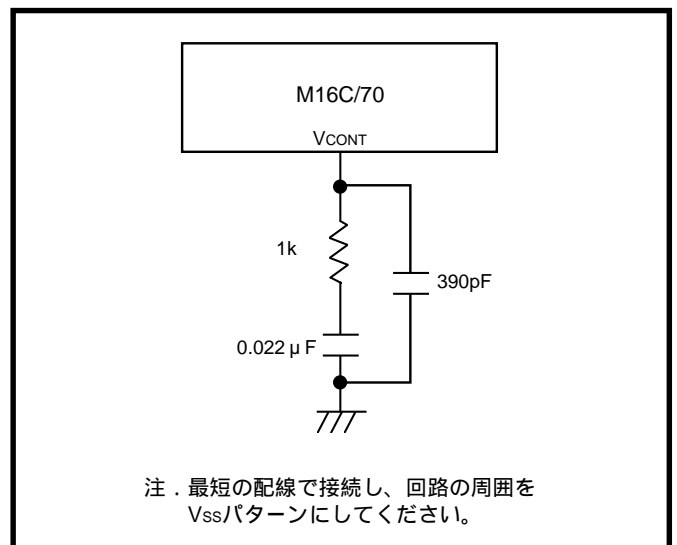 M16C/70
VCONT
1k
390pF
0.022 μ F
注．最短の配線で接続し、回路の周囲を
Vssパターンにしてください。